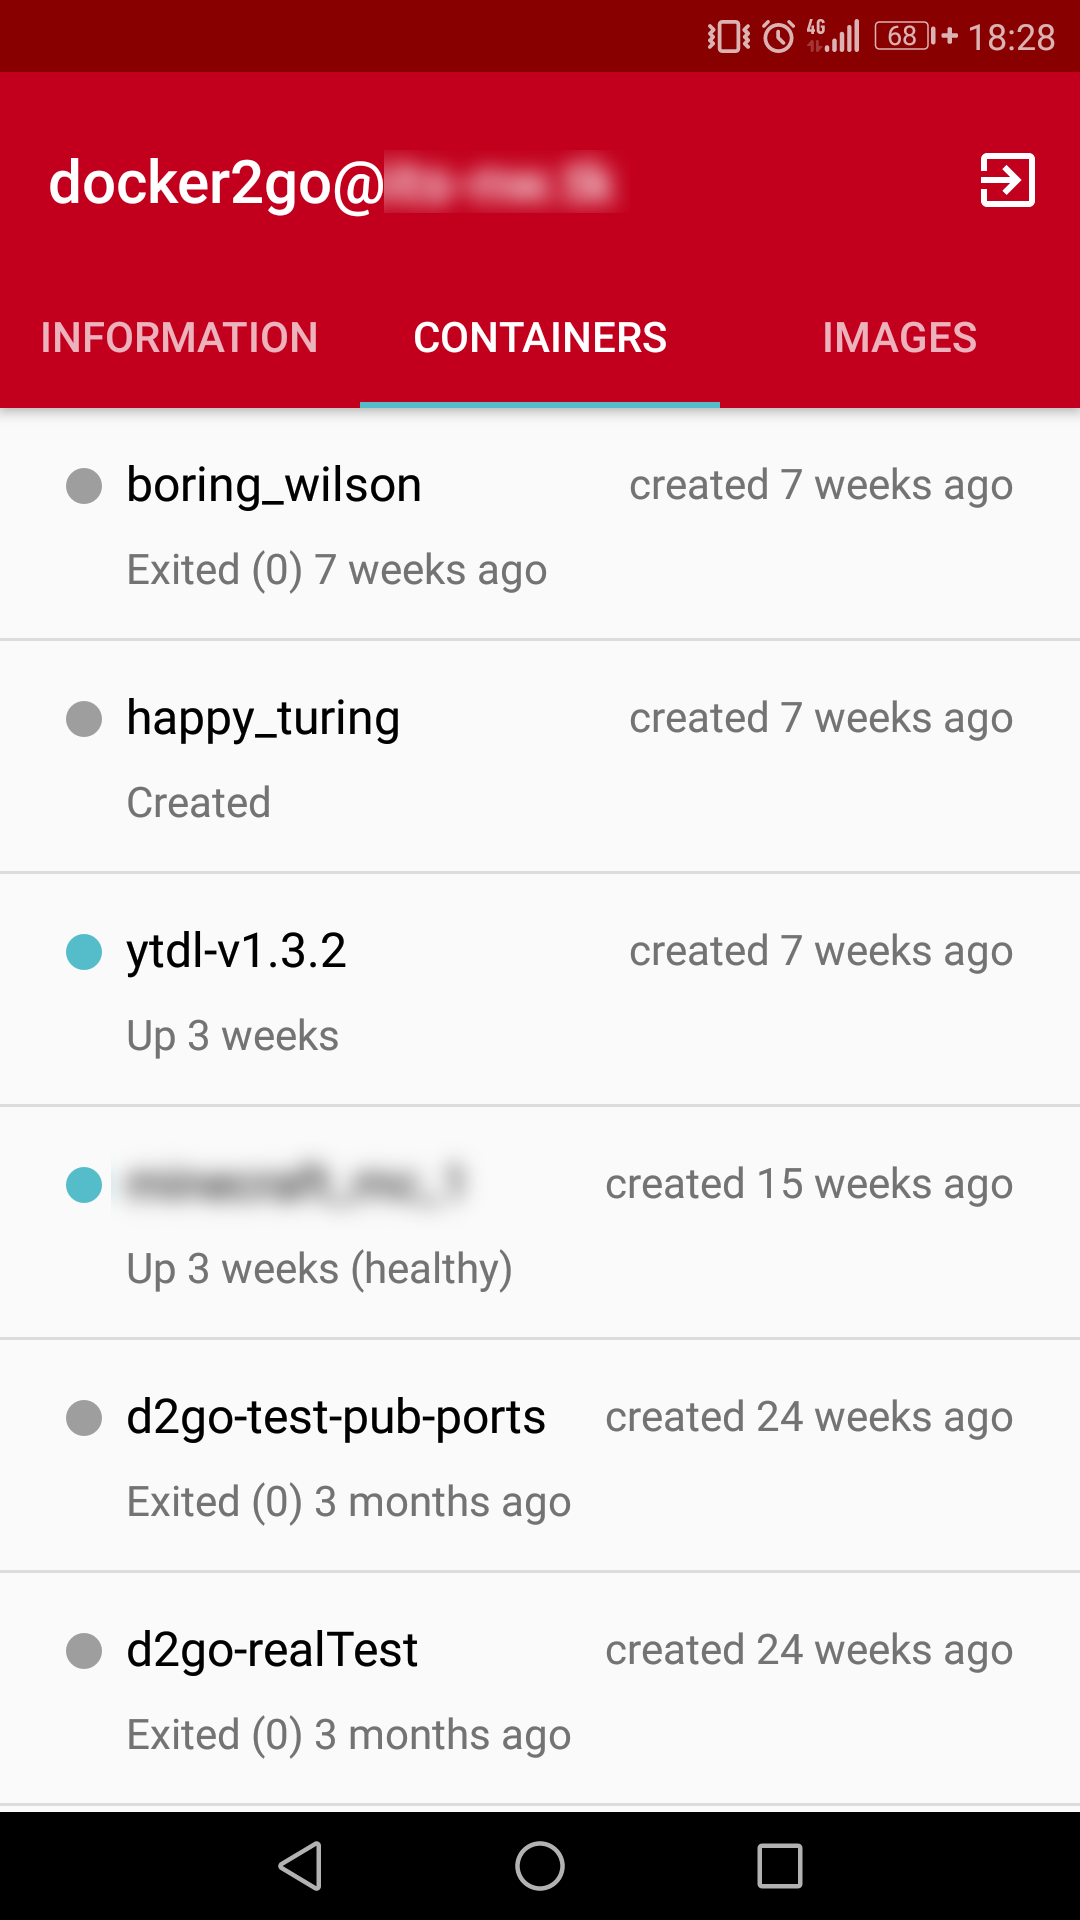 4G 68 18:28
docker2go@
INFORMATION CONTAINERS IMAGES
boring_wilson created 7 weeks ago
Exited (0) 7 weeks ago
happy_turing created 7 weeks ago
Created
ytdl-v1.3.2 created 7 weeks ago
Up 3 weeks
created 15 weeks ago
Up 3 weeks (healthy)
d2go-test-pub-ports created 24 weeks ago
Exited (0) 3 months ago
d2go-realTest created 24 weeks ago
Exited (0) 3 months ago